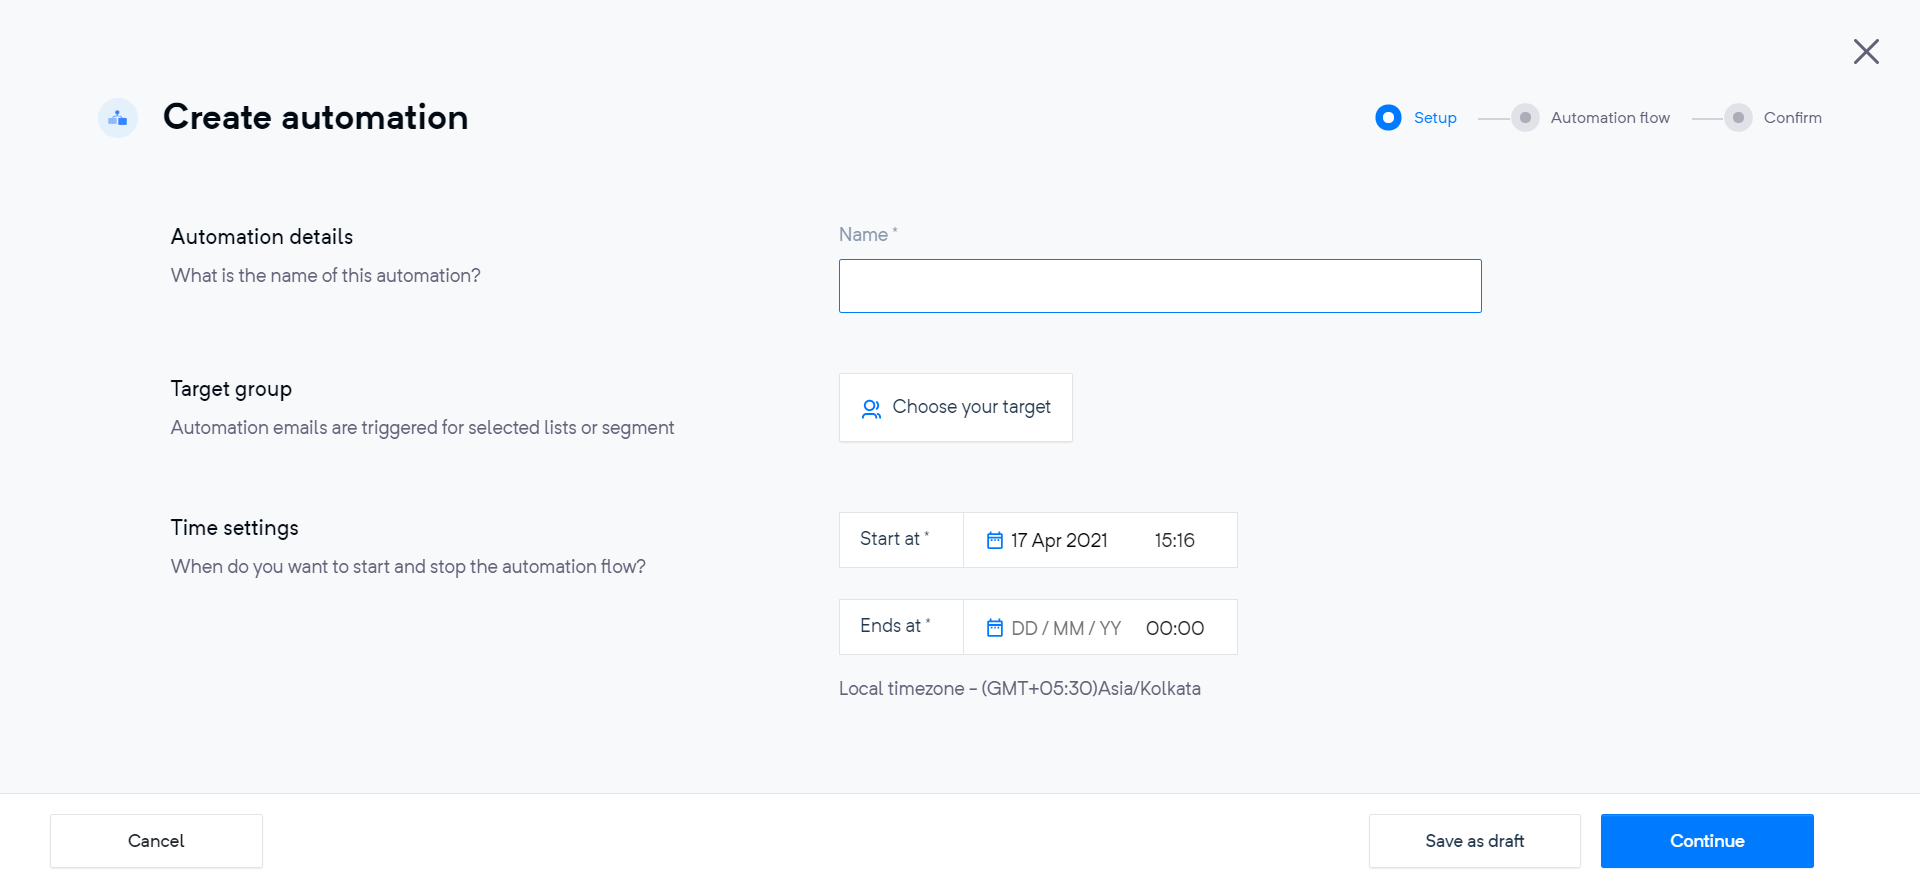 Create automation
Setup
Automation flow
Confirm
Automation details
What is the name of this automation?
Name *
Target group
Automation emails are triggered for selected lists or segment
Choose your target
Time settings
When do you want to start and stop the automation flow?
Start at * 17 Apr 2021 15:16
Ends at * DD / MM / YY 00:00
Local timezone - (GMT+05:30)Asia/Kolkata
Cancel
Save as draft
Continue